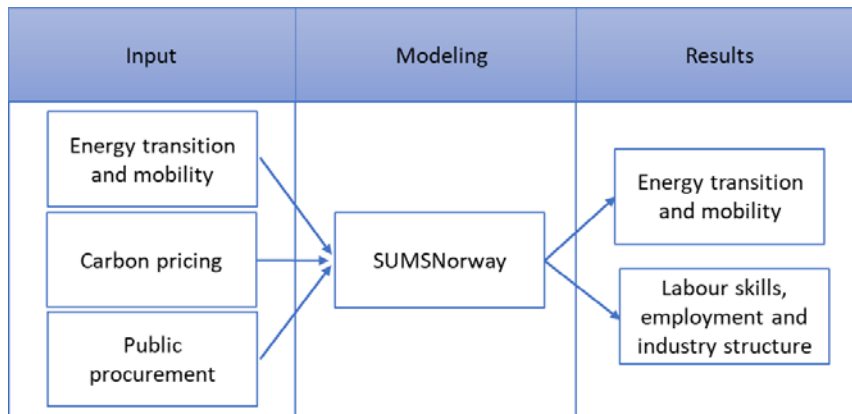 Input
Modeling
Results
Energy transition
and mobility
Carbon pricing
Public
procurement
SUMSNorway
Energy transition
and mobility
Labour skills,
employment and
industry structure